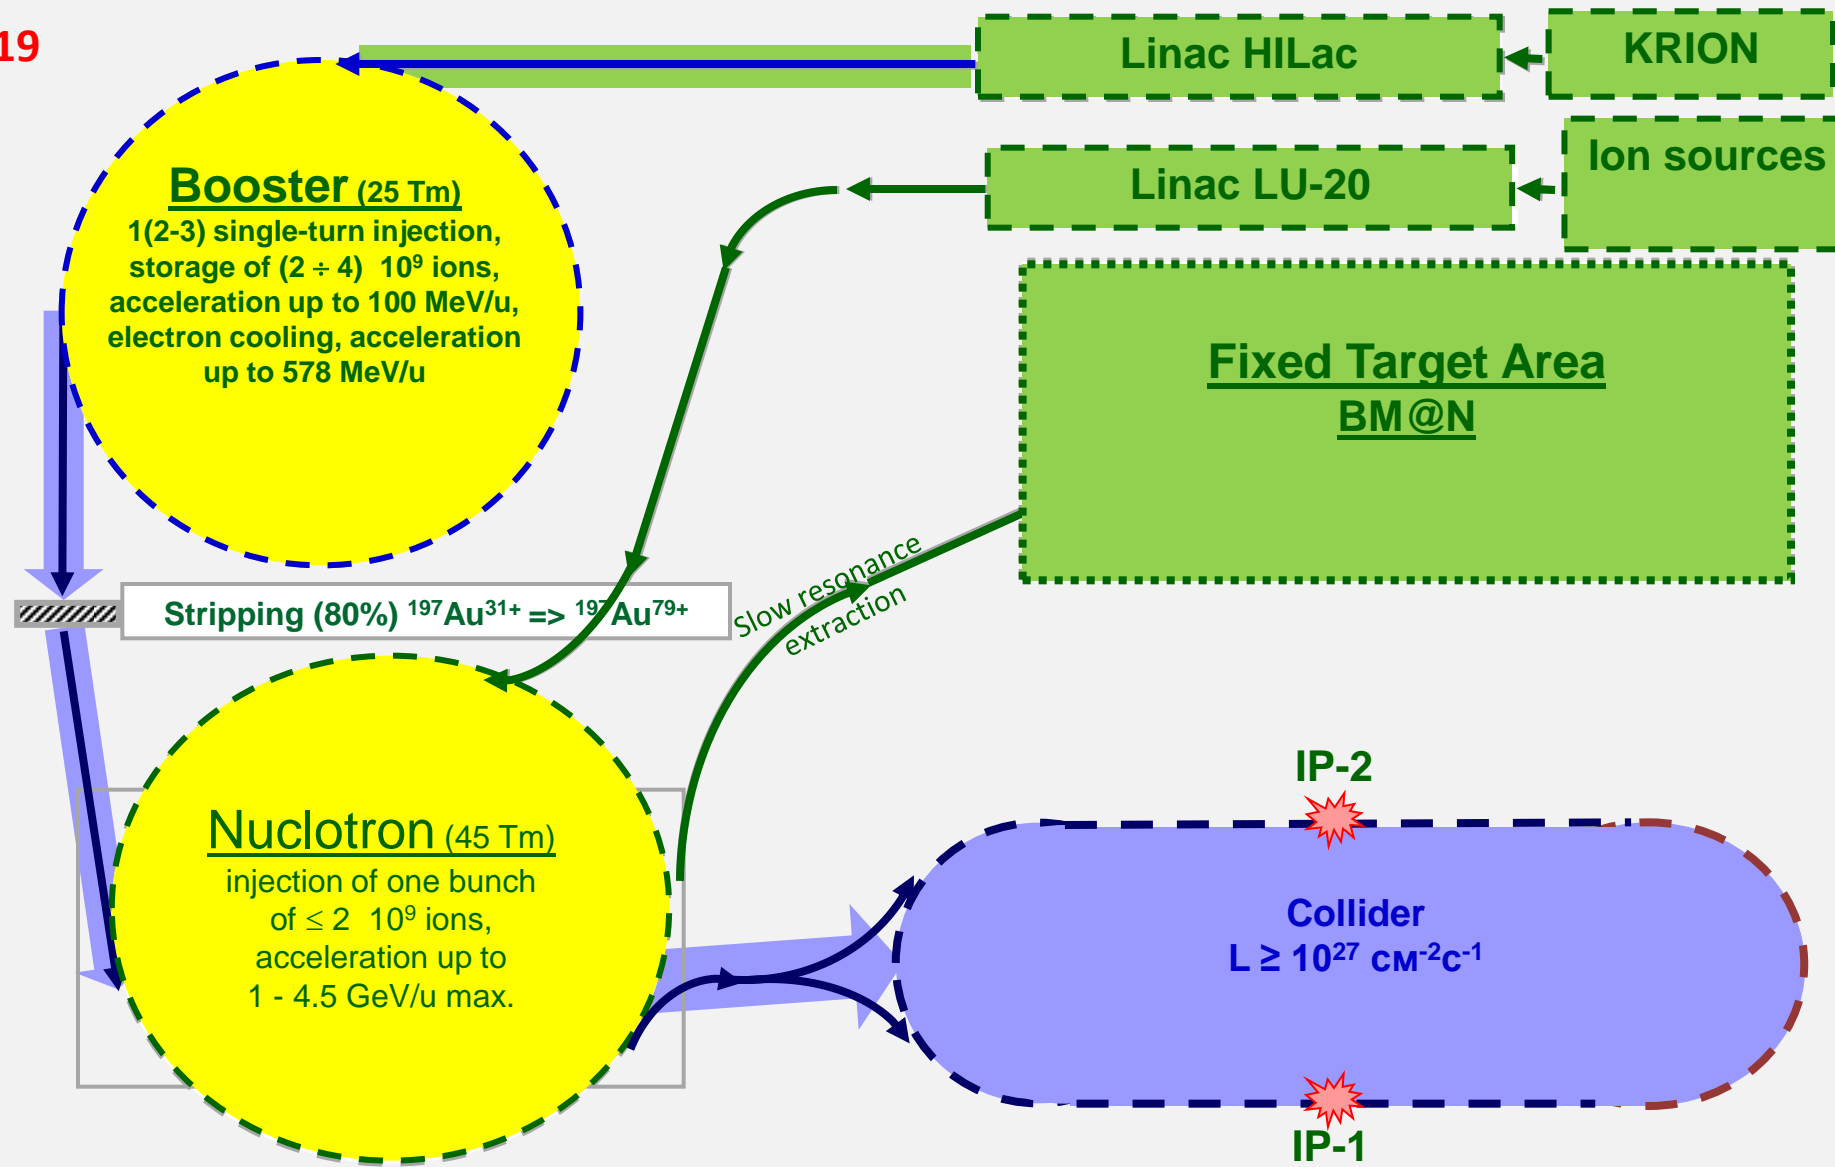 19
Linac HILac
KRION
Linac LU-20
Ion sources
Booster (25 Tm)
1(2-3) single-turn injection,
storage of (2 ÷ 4) 10⁹ ions,
acceleration up to 100 MeV/u,
electron cooling, acceleration
up to 578 MeV/u
Fixed Target Area
BM@N
Stripping (80%) ¹⁹⁷Au³¹⁺ => ¹⁹⁷Au⁷⁹⁺
Slow resonance
extraction
Nuclotron (45 Tm)
injection of one bunch
of ≤ 2 10⁹ ions,
acceleration up to
1 - 4.5 GeV/u max.
IP-2
Collider
L ≥ 10²⁷ см⁻²с⁻¹
IP-1